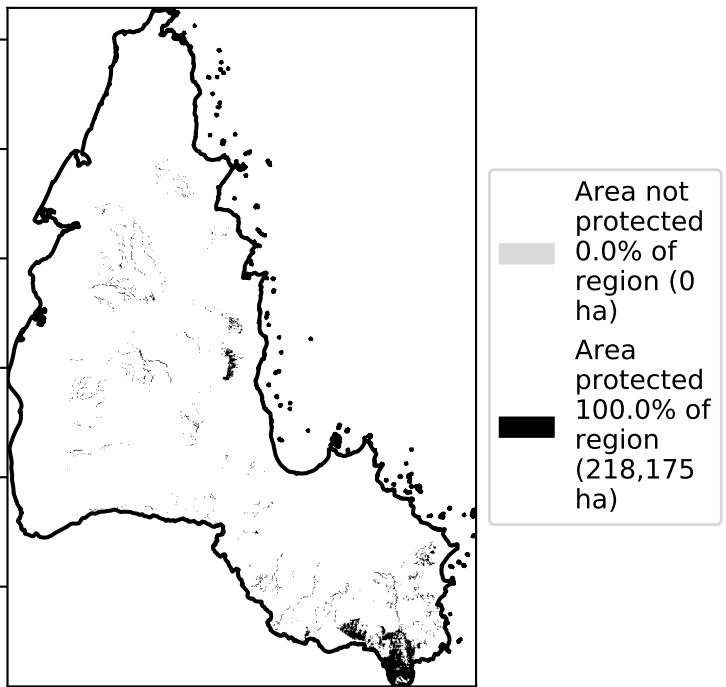 Area not
protected
0.0% of
region (0
ha)
Area
protected
100.0% of
region
(218,175
ha)